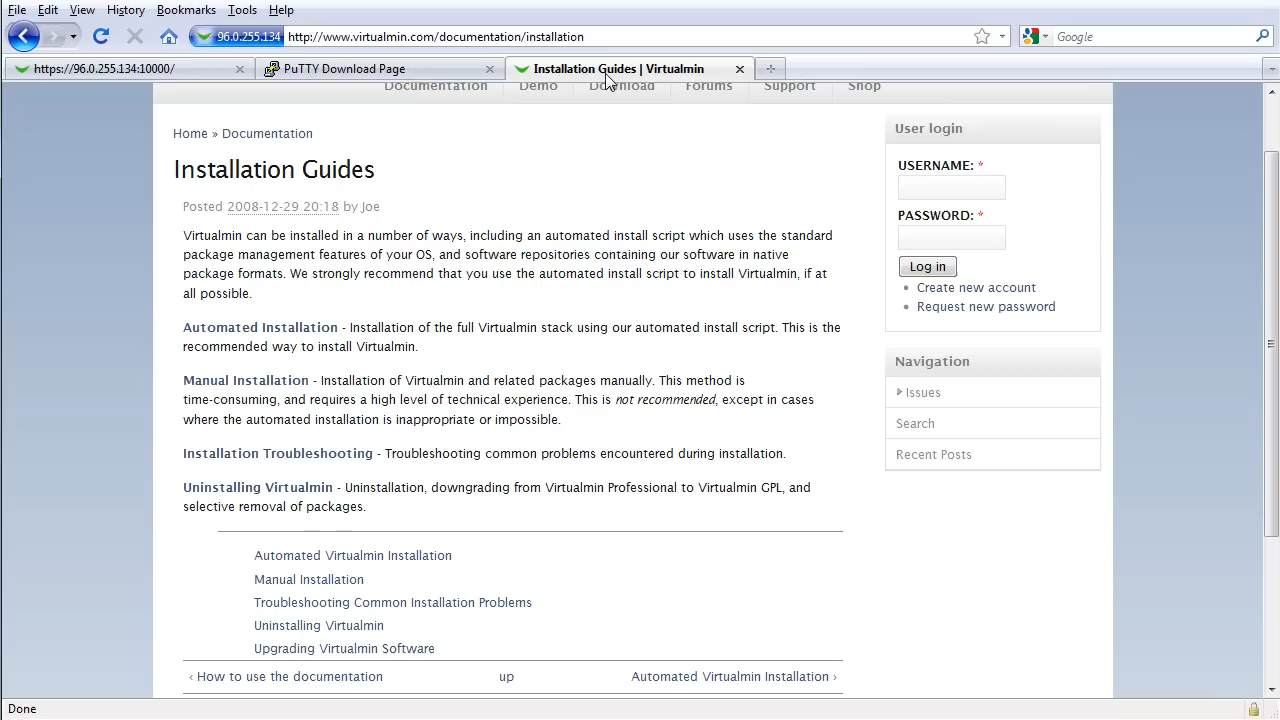 File Edit View History Bookmarks Tools Help
96.0.255.134 http://www.virtualmin.com/documentation/installation Google
https://96.0.255.134:10000/ PuTTY Download Page Installation Guides | Virtualmin
Documentation Demo Download Forums Support Shop
Home » Documentation
Installation Guides
Posted 2008-12-29 20:18 by Joe
Virtualmin can be installed in a number of ways, including an automated install script which uses the standard
package management features of your OS, and software repositories containing our software in native
package formats. We strongly recommend that you use the automated install script to install Virtualmin, if at
all possible.
Automated Installation - Installation of the full Virtualmin stack using our automated install script. This is the
recommended way to install Virtualmin.
Manual Installation - Installation of Virtualmin and related packages manually. This method is
time-consuming, and requires a high level of technical experience. This is not recommended, except in cases
where the automated installation is inappropriate or impossible.
Installation Troubleshooting - Troubleshooting common problems encountered during installation.
Uninstalling Virtualmin - Uninstallation, downgrading from Virtualmin Professional to Virtualmin GPL, and
selective removal of packages.
Automated Virtualmin Installation
Manual Installation
Troubleshooting Common Installation Problems
Uninstalling Virtualmin
Upgrading Virtualmin Software
‹ How to use the documentation up Automated Virtualmin Installation ›
User login
USERNAME: *
PASSWORD: *
Log in
Create new account
Request new password
Navigation
Issues
Search
Recent Posts
Done